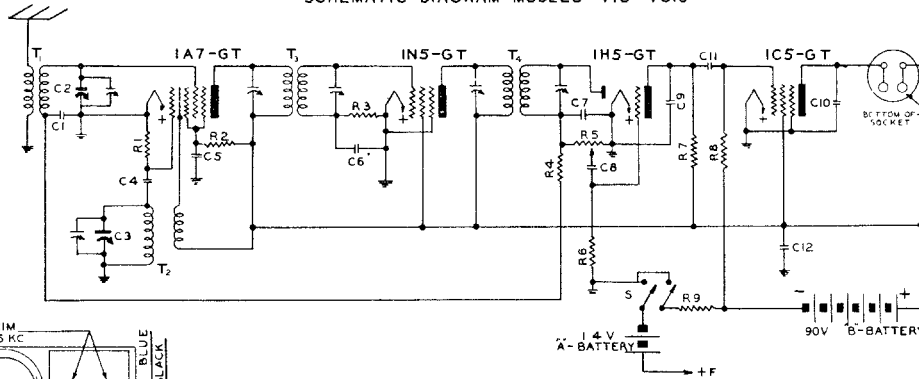 SCHEMATIC DIAGRAM MODELS
T1
1A7-GT
T3
1N5-GT
T4
1H5-GT
C11
1C5-GT
C2
C1
R1
R2
C5
R3
C6
C7
R5
C8
C9
R7
R8
C10
BOTTOM OF
SOCKET
C4
R4
C3
T2
R6
C12
S
R9
- +
90V "B"-BATTERY
1.4V
"A"-BATTERY
+F
KC
BLUE
BLACK